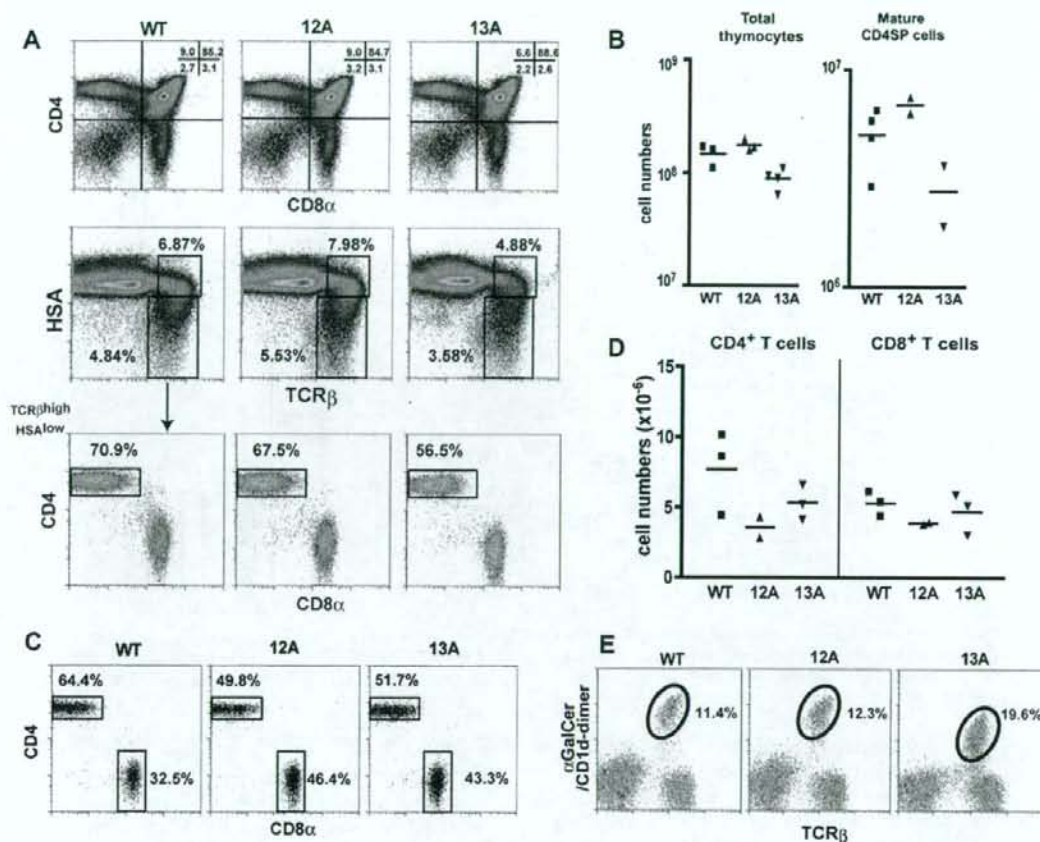 A
WT
12A
13A
9.0 85.2
2.7 3.1
9.0 84.7
3.2 3.1
6.6 88.6
2.2 2.6
CD4
CD8α
6.87%
7.98%
4.88%
HSA
4.84%
5.53%
3.58%
TCRβ
TCRβhigh
HSAlow
70.9%
67.5%
56.5%
CD4
CD8α
B
Total
thymocytes
Mature
CD4SP cells
cell numbers
10⁹
10⁸
10⁷
10⁷
10⁶
WT 12A 13A
WT 12A 13A
C
WT
12A
13A
64.4%
49.8%
51.7%
CD4
32.5%
46.4%
43.3%
CD8α
D
CD4⁺ T cells
CD8⁺ T cells
cell numbers (x10⁻⁶)
15
10
5
0
WT 12A 13A
WT 12A 13A
E
WT
12A
13A
αGalCer
/CD1d-dimer
11.4%
12.3%
19.6%
TCRβ